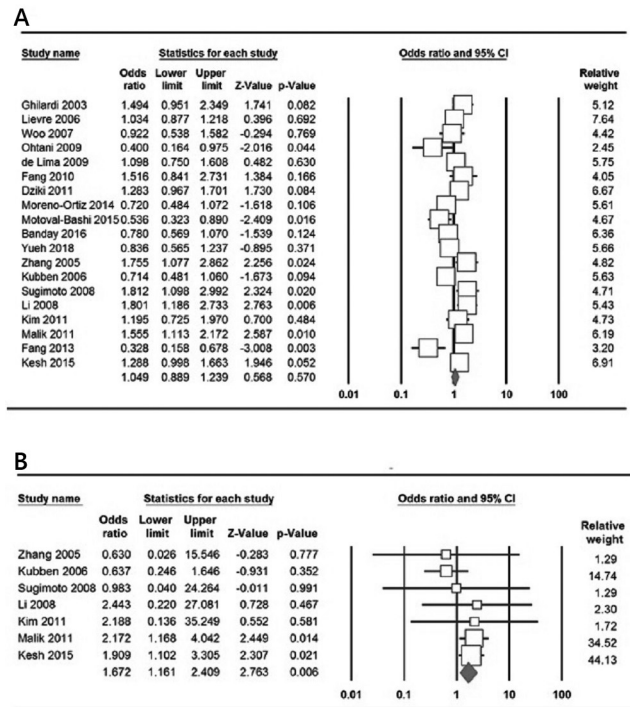 A
Study name Statistics for each study Odds ratio and 95% CI
Odds ratio Lower limit Upper limit Z-Value p-Value Relative weight
Ghilardi 2003 1.494 0.951 2.349 1.741 0.082 5.12
Lievre 2006 1.034 0.877 1.218 0.396 0.692 7.64
Woo 2007 0.922 0.538 1.582 -0.294 0.769 4.42
Ohtani 2009 0.400 0.164 0.975 -2.016 0.044 2.45
de Lima 2009 1.098 0.750 1.608 0.482 0.630 5.75
Fang 2010 1.516 0.841 2.731 1.384 0.166 4.05
Dziki 2011 1.283 0.967 1.701 1.730 0.084 6.67
Moreno-Ortiz 2014 0.720 0.484 1.072 -1.618 0.106 5.61
Motoval-Bashi 2015 0.536 0.323 0.890 -2.409 0.016 4.67
Banday 2016 0.780 0.569 1.070 -1.539 0.124 6.36
Yueh 2018 0.836 0.565 1.237 -0.895 0.371 5.66
Zhang 2005 1.755 1.077 2.862 2.256 0.024 4.82
Kubben 2006 0.714 0.481 1.060 -1.673 0.094 5.63
Sugimoto 2008 1.812 1.098 2.992 2.324 0.020 4.71
Li 2008 1.801 1.186 2.733 2.763 0.006 5.43
Kim 2011 1.195 0.725 1.970 0.700 0.484 4.73
Malik 2011 1.555 1.113 2.172 2.587 0.010 6.19
Fang 2013 0.328 0.158 0.678 -3.008 0.003 3.20
Kesh 2015 1.288 0.998 1.663 1.946 0.052 6.91
1.049 0.889 1.239 0.568 0.570
0.01 0.1 1 10 100
B
Study name Statistics for each study Odds ratio and 95% CI
Odds ratio Lower limit Upper limit Z-Value p-Value Relative weight
Zhang 2005 0.630 0.026 15.546 -0.283 0.777 1.29
Kubben 2006 0.637 0.246 1.646 -0.931 0.352 14.74
Sugimoto 2008 0.983 0.040 24.264 -0.011 0.991 1.29
Li 2008 2.443 0.220 27.081 0.728 0.467 2.30
Kim 2011 2.188 0.136 35.249 0.552 0.581 1.72
Malik 2011 2.172 1.168 4.042 2.449 0.014 34.52
Kesh 2015 1.909 1.102 3.305 2.307 0.021 44.13
1.672 1.161 2.409 2.763 0.006
0.01 0.1 1 10 100